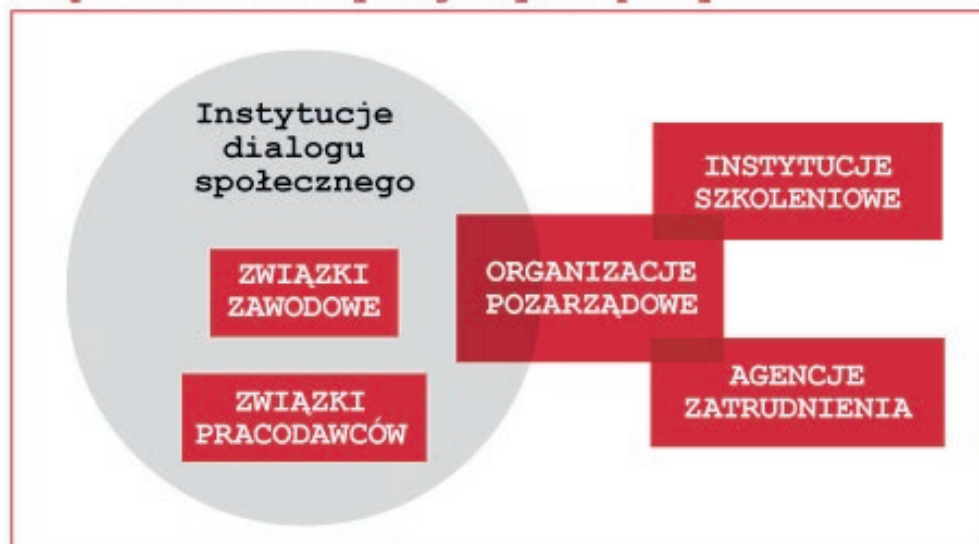 Instytucje
dialogu
społecznego
ZWIĄZKI
ZAWODOWE
ZWIĄZKI
PRACODAWCÓW
ORGANIZACJE
POZARZĄDOWE
INSTYTUCJE
SZKOLENIOWE
AGENCJE
ZATRUDNIENIA